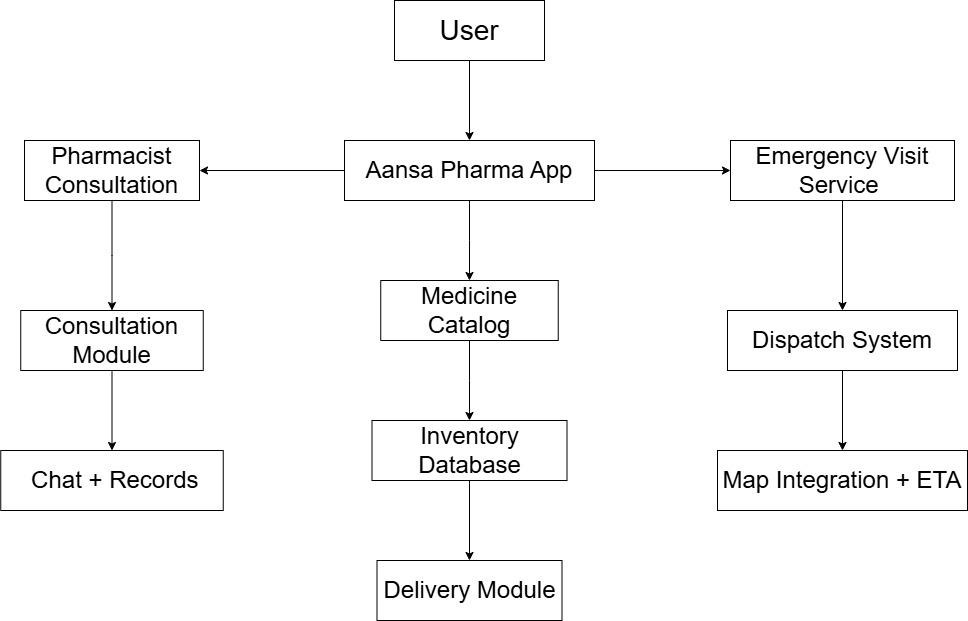 User
Pharmacist
Consultation
Aansa Pharma App
Emergency Visit
Service
Medicine
Catalog
Consultation
Module
Dispatch System
Inventory
Database
Chat + Records
Map Integration + ETA
Delivery Module